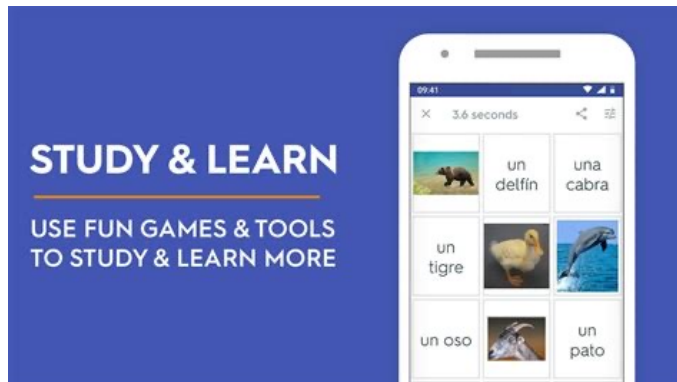 STUDY & LEARN
USE FUN GAMES & TOOLS
TO STUDY & LEARN MORE
09:41
3.6 seconds
un
delfín
una
cabra
un
tigre
un oso
un
pato